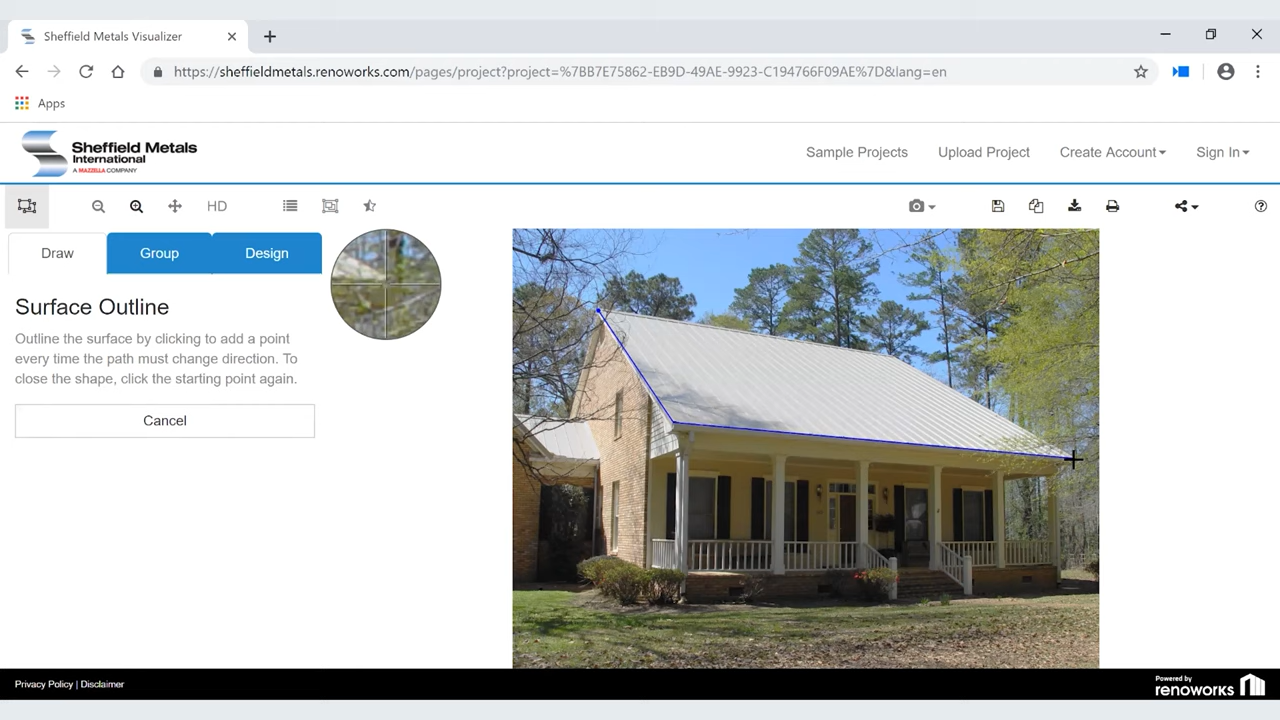 Sheffield Metals Visualizer
https://sheffieldmetals.renoworks.com/pages/project?project=%7BB7E75862-EB9D-49AE-9923-C194766F09AE%7D&lang=en
Apps
Sheffield Metals
International
A MAZZELLA COMPANY
Sample Projects
Upload Project
Create Account
Sign In
HD
Draw
Group
Design
Surface Outline
Outline the surface by clicking to add a point
every time the path must change direction. To
close the shape, click the starting point again.
Cancel
Privacy Policy | Disclaimer
Powered by
renoworks